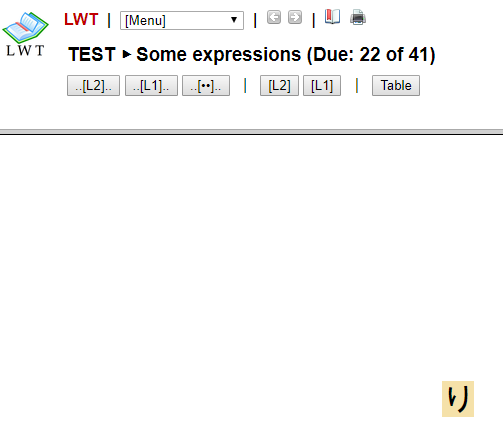 LWT | [Menu] | |
LWT
TEST ▸ Some expressions (Due: 22 of 41)
..[L2].. ..[L1].. ..[••].. | [L2] [L1] | Table
り